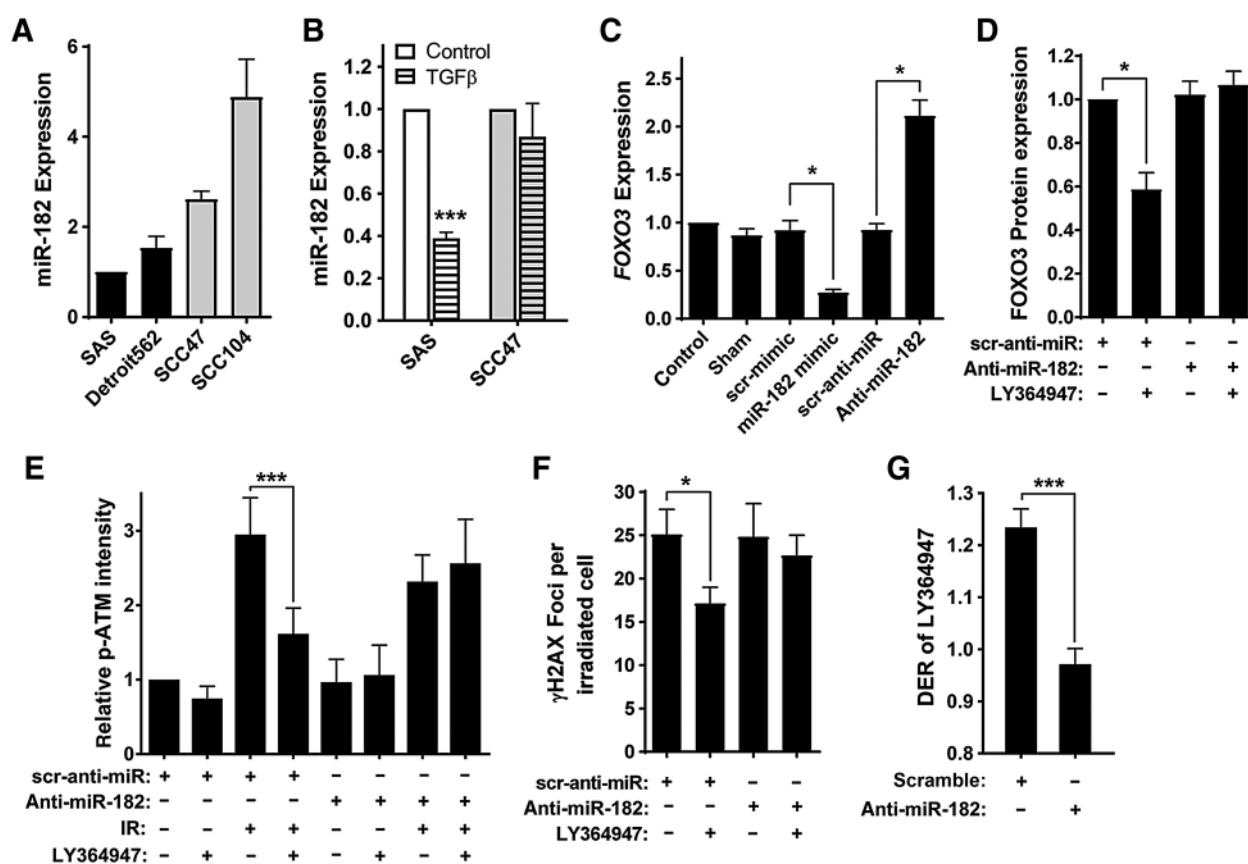 A
miR-182 Expression
6
4
2
0
SAS
Detroit562
SCC47
SCC104
B
Control
TGFβ
miR-182 Expression
1.2
1.0
0.8
0.6
0.4
0.2
0.0
***
SAS
SCC47
C
FOXO3 Expression
2.5
2.0
1.5
1.0
0.5
0.0
*
*
Control
Sham
scr-mimic
miR-182 mimic
scr-anti-miR
Anti-miR-182
D
FOXO3 Protein expression
1.2
1.0
0.8
0.6
0.4
0.2
0.0
*
scr-anti-miR: + + – –
Anti-miR-182: – – + +
LY364947: – + – +
E
Relative p-ATM intensity
3
2
1
0
***
scr-anti-miR: + + + + – – – –
Anti-miR-182: – – – – + + + +
IR: – – + + – – + +
LY364947: – + – + – + – +
F
γH2AX Foci per
irradiated cell
30
25
20
15
10
5
0
*
scr-anti-miR: + + – –
Anti-miR-182: – – + +
LY364947: – + – +
G
DER of LY364947
1.3
1.2
1.1
1.0
0.9
0.8
***
Scramble: + –
Anti-miR-182: – +